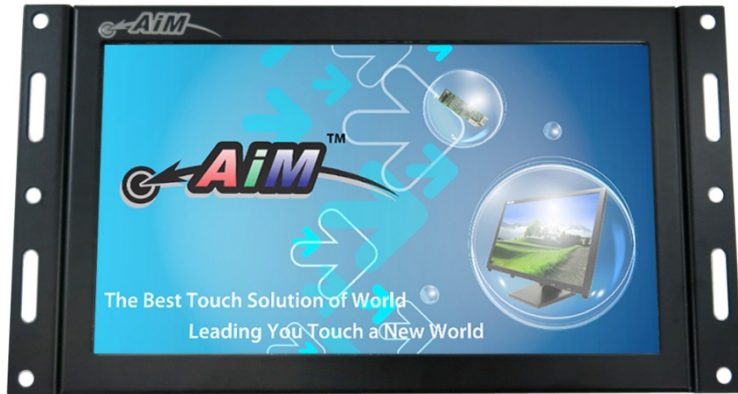 AiM
AiM™
The Best Touch Solution of World
Leading You Touch a New World